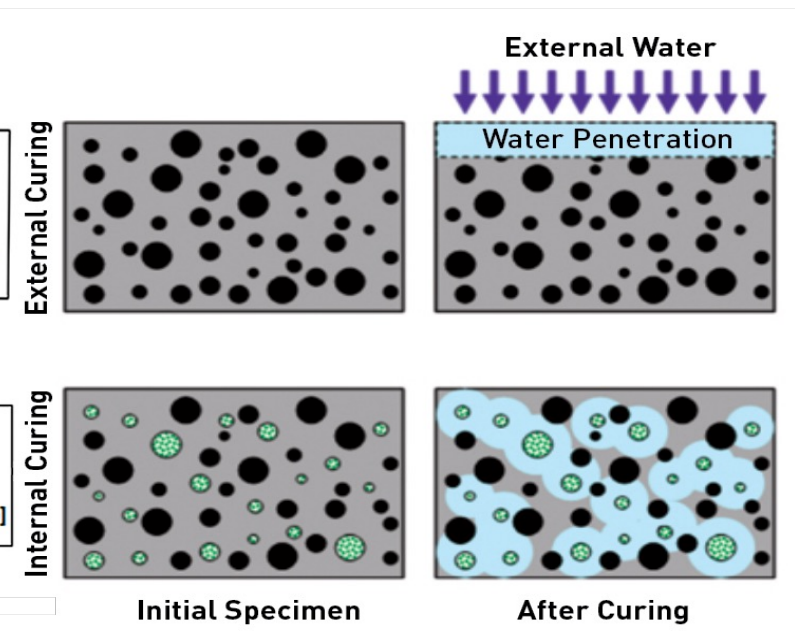 External Water
Water Penetration
External Curing
Internal Curing
]
Initial Specimen
After Curing